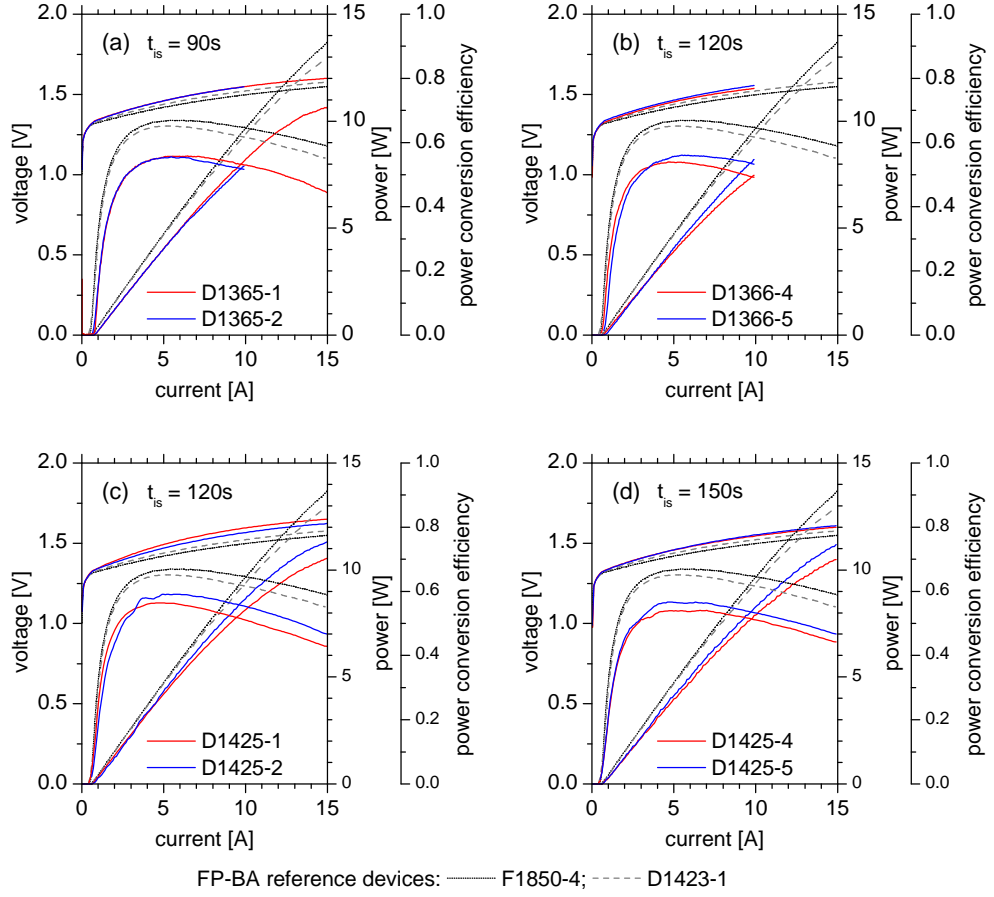 (a) t_is = 90s
2.0 1.5 1.0 0.5 0.0
voltage [V]
15 10 5 0
power [W]
1.0 0.8 0.6 0.4 0.2 0.0
power conversion efficiency
D1365-1
D1365-2
0 5 10 15
current [A]
(b) t_is = 120s
2.0 1.5 1.0 0.5 0.0
voltage [V]
15 10 5 0
power [W]
1.0 0.8 0.6 0.4 0.2 0.0
power conversion efficiency
D1366-4
D1366-5
0 5 10 15
current [A]
(c) t_is = 120s
2.0 1.5 1.0 0.5 0.0
voltage [V]
15 10 5 0
power [W]
1.0 0.8 0.6 0.4 0.2 0.0
power conversion efficiency
D1425-1
D1425-2
0 5 10 15
current [A]
(d) t_is = 150s
2.0 1.5 1.0 0.5 0.0
voltage [V]
15 10 5 0
power [W]
1.0 0.8 0.6 0.4 0.2 0.0
power conversion efficiency
D1425-4
D1425-5
0 5 10 15
current [A]
FP-BA reference devices: F1850-4; D1423-1